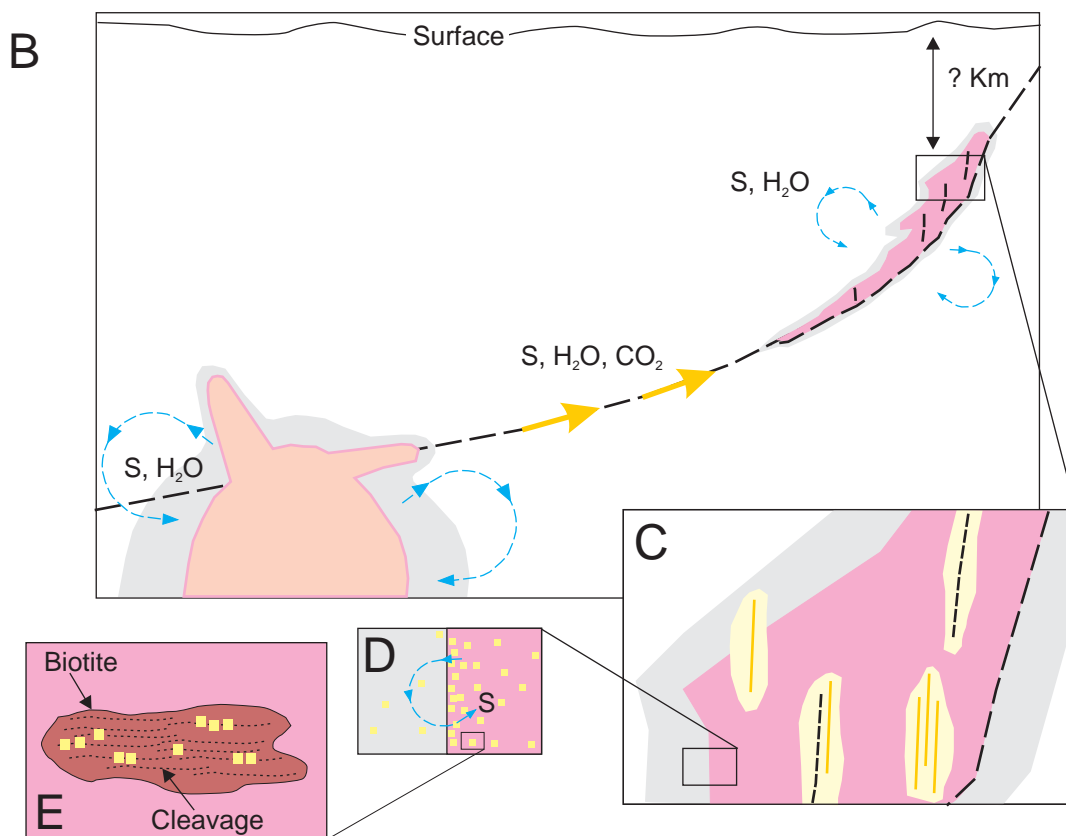 B
Surface
? Km
S, H₂O
S, H₂O, CO₂
S, H₂O
C
D
S
Biotite
E
Cleavage